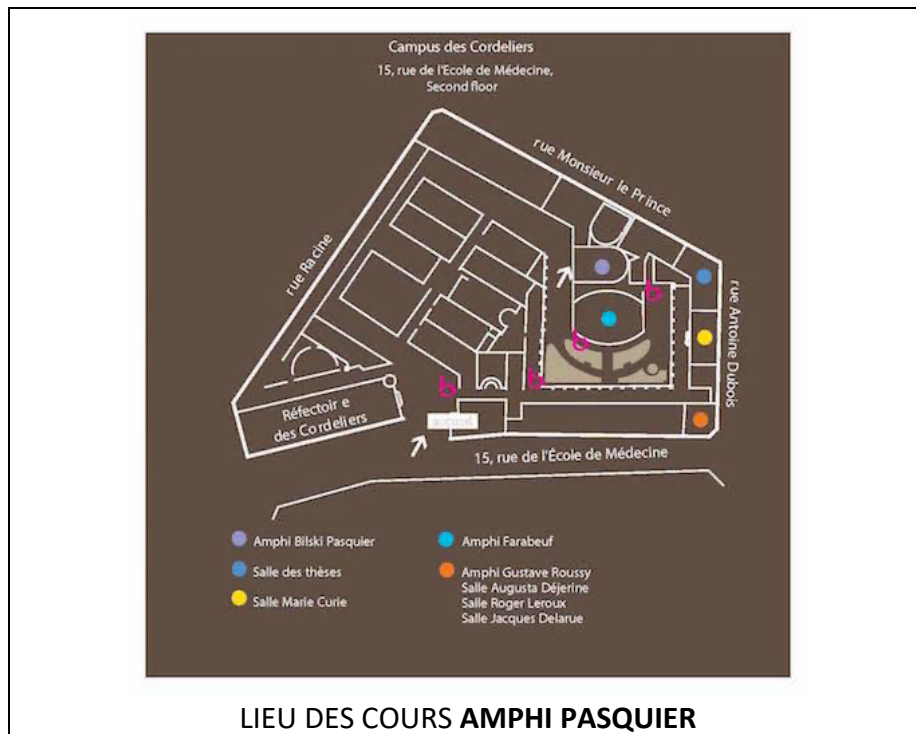 Campus des Cordeliers
15, rue de l'Ecole de Médecine,
Second floor
rue Monsieur le Prince
rue Racine
rue Antoine Dubois
Réfectoir e
des Cordeliers
15, rue de l'École de Médecine
Amphi Bilski Pasquier
Salle des thèses
Salle Marie Curie
Amphi Farabeuf
Amphi Gustave Roussy
Salle Augusta Déjerine
Salle Roger Leroux
Salle Jacques Delarue
LIEU DES COURS AMPHI PASQUIER